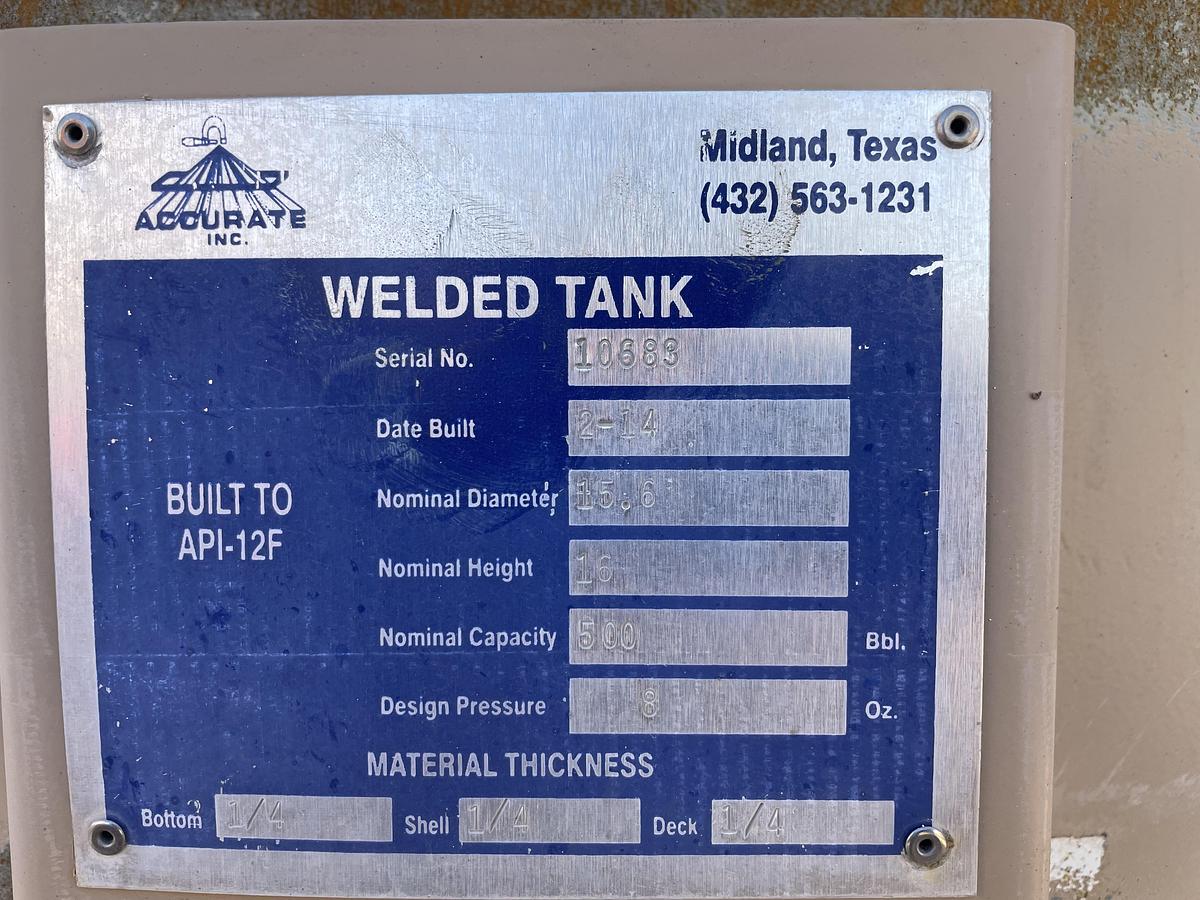 ACCURATE
INC.
Midland, Texas
(432) 563-1231
WELDED TANK
Serial No. 10683
Date Built 2-14
BUILT TO
API-12F
Nominal Diameter 15.6
Nominal Height 16
Nominal Capacity 500 Bbl.
Design Pressure 8 Oz.
MATERIAL THICKNESS
Bottom 1/4 Shell 1/4 Deck 1/4